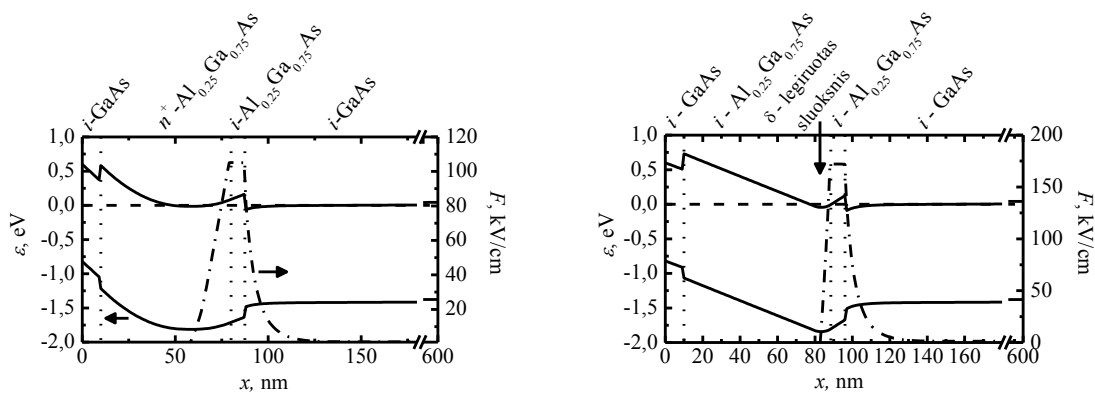 i-GaAs
n⁺-Al₀.₂₅Ga₀.₇₅As
i-Al₀.₂₅Ga₀.₇₅As
i-GaAs
1,0
0,5
0,0
-0,5
-1,0
-1,5
-2,0
ε, eV
120
100
80
60
40
20
F, kV/cm
0 50 100 150 600
x, nm
i - GaAs
i - Al₀.₂₅Ga₀.₇₅As
δ - legiruotas
sluoksnis
i - Al₀.₂₅Ga₀.₇₅As
i - GaAs
1,0
0,5
0,0
-0,5
-1,0
-1,5
-2,0
ε, eV
200
150
100
50
0
F, kV/cm
0 20 40 60 80 100 140 160 600
x, nm